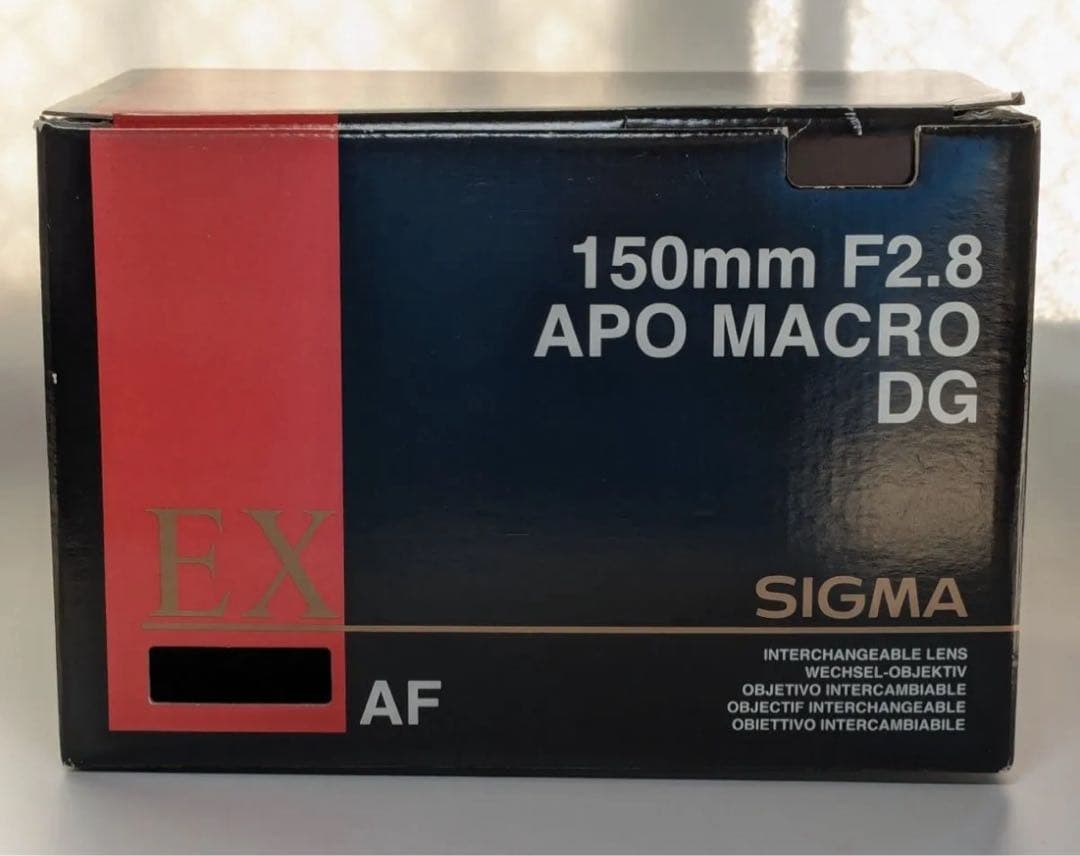 150mm F2.8
APO MACRO
DG
EX
SIGMA
AF
INTERCHANGEABLE LENS
WECHSEL-OBJEKTIV
OBJETIVO INTERCAMBIABLE
OBJECTIF INTERCHANGEABLE
OBIETTIVO INTERCAMBIABILE